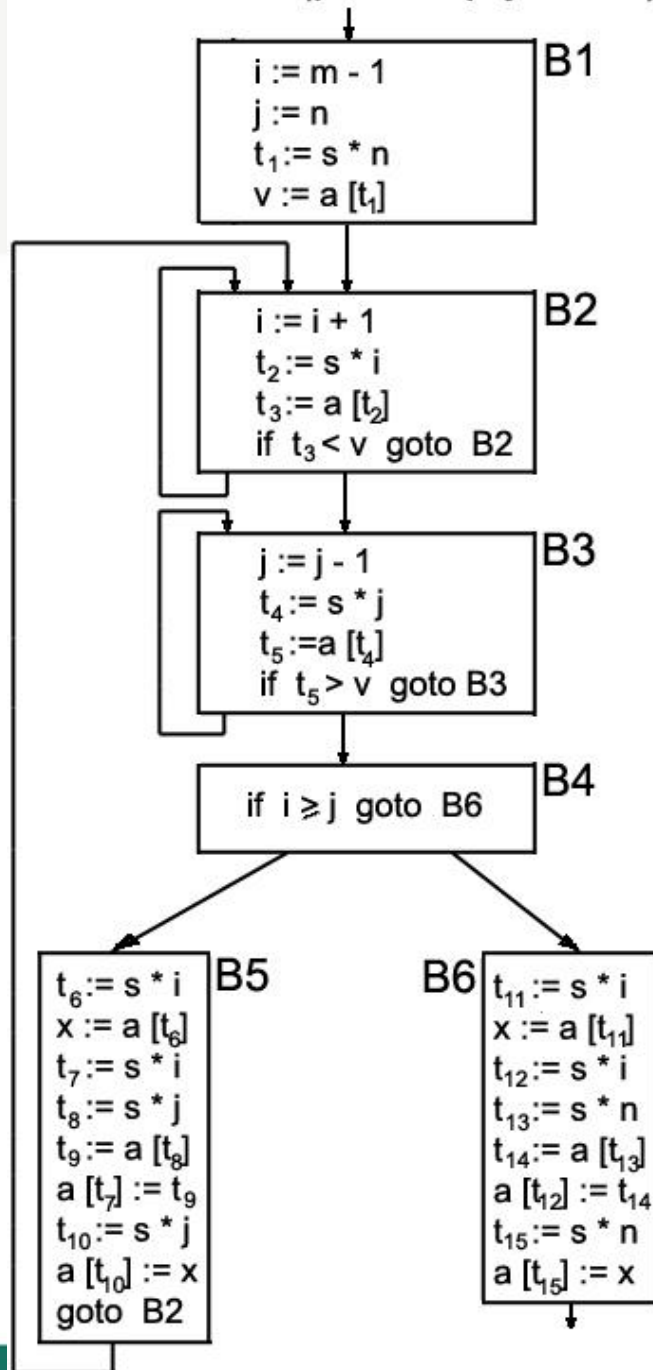 B1
i := m - 1
j := n
t₁:= s * n
v := a [t₁]
B2
i := i + 1
t₂:= s * i
t₃:= a [t₂]
if t₃< v goto B2
B3
j := j - 1
t₄:= s * j
t₅:=a [t₄]
if t₅> v goto B3
B4
if i ⩾ j goto B6
B5
t₆:= s * i
x := a [t₆]
t₇:= s * i
t₈:= s * j
t₉:= a [t₈]
a [t₇] := t₉
t₁₀:= s * j
a [t₁₀] := x
goto B2
B6
t₁₁:= s * i
x := a [t₁₁]
t₁₂:= s * i
t₁₃:= s * n
t₁₄:= a [t₁₃]
a [t₁₂] := t₁₄
t₁₅:= s * n
a [t₁₅] := x